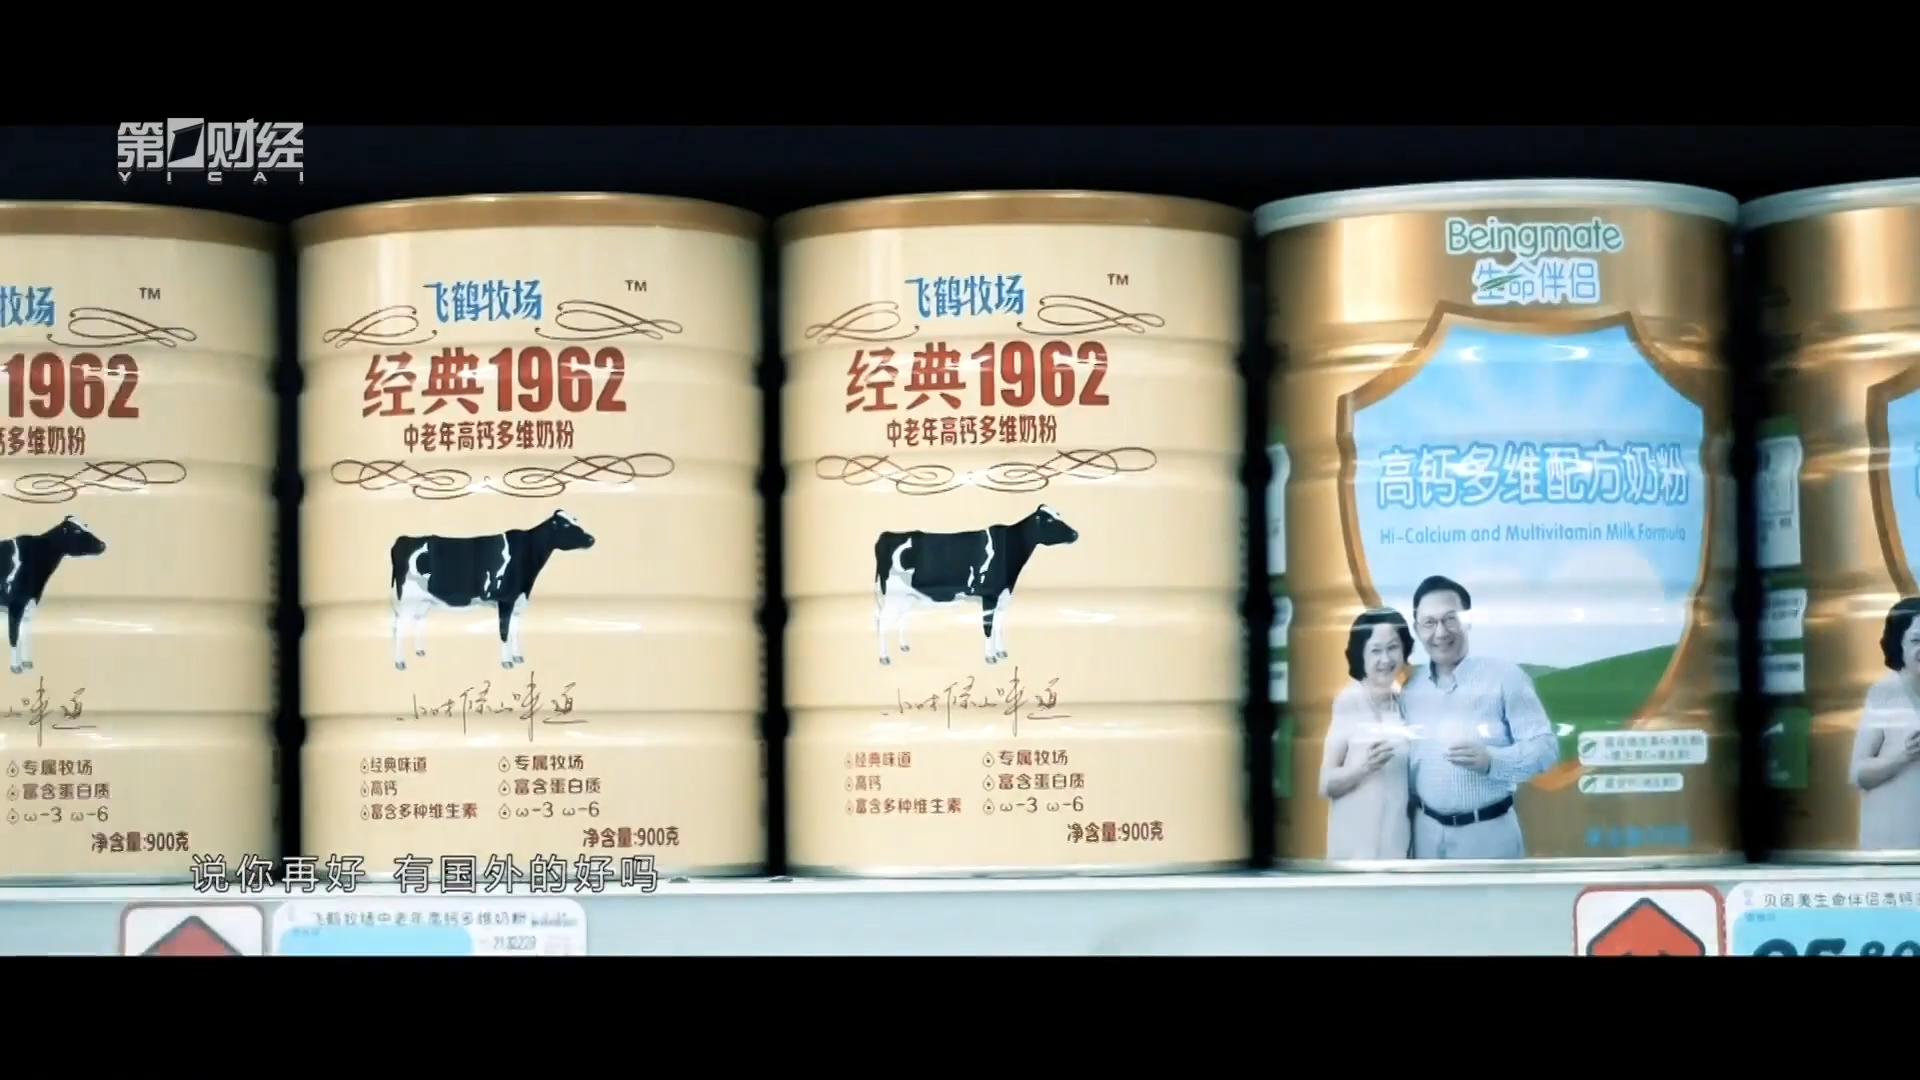 第一财经
YICAI
牧场
TM
1962
多维奶粉
味道
专属牧场
富含蛋白质
ω-3 ω-6
净含量:900克
飞鹤牧场
TM
经典1962
中老年高钙多维奶粉
小时候的味道
经典味道
专属牧场
高钙
富含蛋白质
富含多种维生素
ω-3 ω-6
净含量:900克
飞鹤牧场
TM
经典1962
中老年高钙多维奶粉
小时候的味道
经典味道
专属牧场
高钙
富含蛋白质
富含多种维生素
ω-3 ω-6
净含量:900克
Beingmate
生命伴侣
高钙多维配方奶粉
Hi-Calcium and Multivitamin Milk Formula
说你再好 有国外的好吗
飞鹤牧场中老年高钙多维奶粉
贝因美生命伴侣高钙